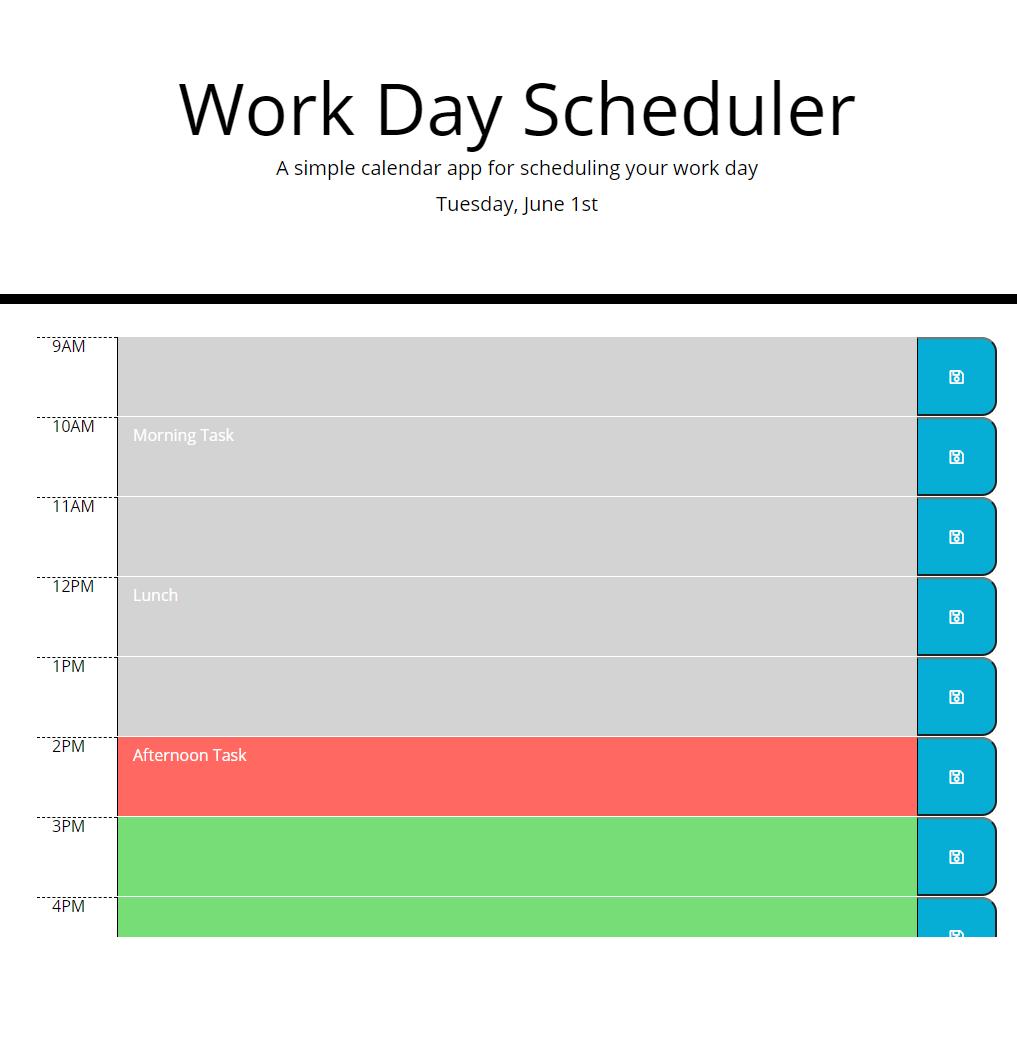 Work Day Scheduler
A simple calendar app for scheduling your work day
Tuesday, June 1st
9AM
10AM
Morning Task
11AM
12PM
Lunch
1PM
2PM
Afternoon Task
3PM
4PM